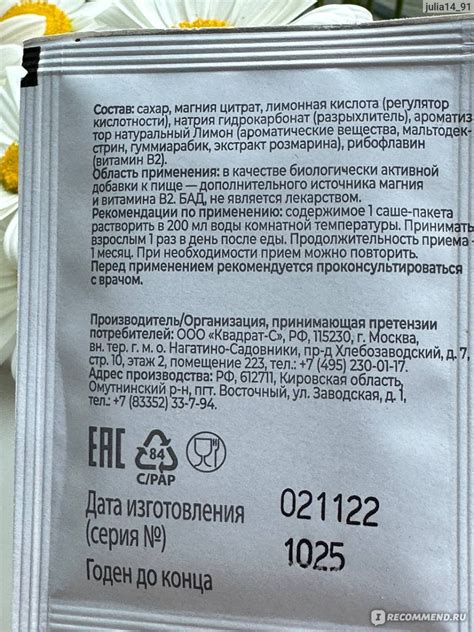 julia14_91
Состав: сахар, магния цитрат, лимонная кислота (регулятор
кислотности), натрия гидрокарбонат (разрыхлитель), ароматиза-
тор натуральный Лимон (ароматические вещества, мальтодек-
стрин, гуммиарабик, экстракт розмарина), рибофлавин
(витамин В2).
Область применения: в качестве биологически активной
добавки к пище — дополнительного источника магния
и витамина В2. БАД, не является лекарством.
Рекомендации по применению: содержимое 1 саше-пакета
растворить в 200 мл воды комнатной температуры. Принимать
взрослым 1 раз в день после еды. Продолжительность приема –
1 месяц. При необходимости прием можно повторить.
Перед применением рекомендуется проконсультироваться
с врачом.
Производитель/Организация, принимающая претензии
потребителей: ООО «Квадрат-С», РФ, 115230, г. Москва,
вн. тер. г. м. о. Нагатино-Садовники, пр-д Хлебозаводский, д. 7,
стр. 10, этаж 2, помещение 223, тел.: +7 (495) 230-01-17.
Адрес производства: РФ, 612711, Кировская область,
Омутнинский р-н, пгт. Восточный, ул. Заводская, д. 1,
тел.: +7 (83352) 33-7-94.
EAC 84
C/PAP
Дата изготовления 021122
(серия №) 1025
Годен до конца
IRECOMMEND.RU